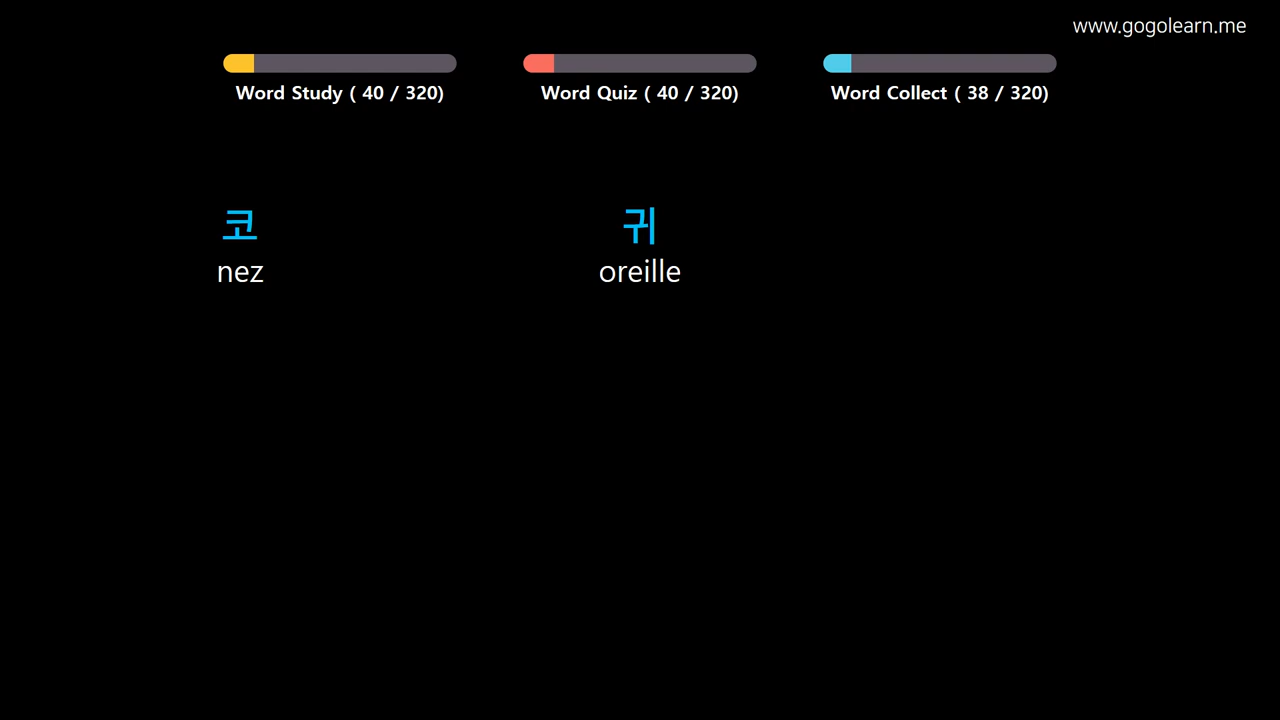 www.gogolearn.me
Word Study ( 40 / 320)
Word Quiz ( 40 / 320)
Word Collect ( 38 / 320)
코
nez
귀
oreille